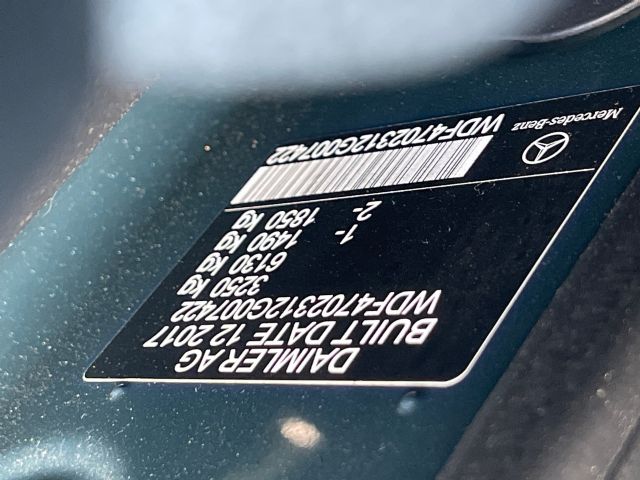 DAIMLER AG
BUILT DATE 12 2017
WDF4702312G007422
3250 kg
6130 kg
1- 1490 kg
2- 1850 kg
WDF4702312G007422
Mercedes-Benz